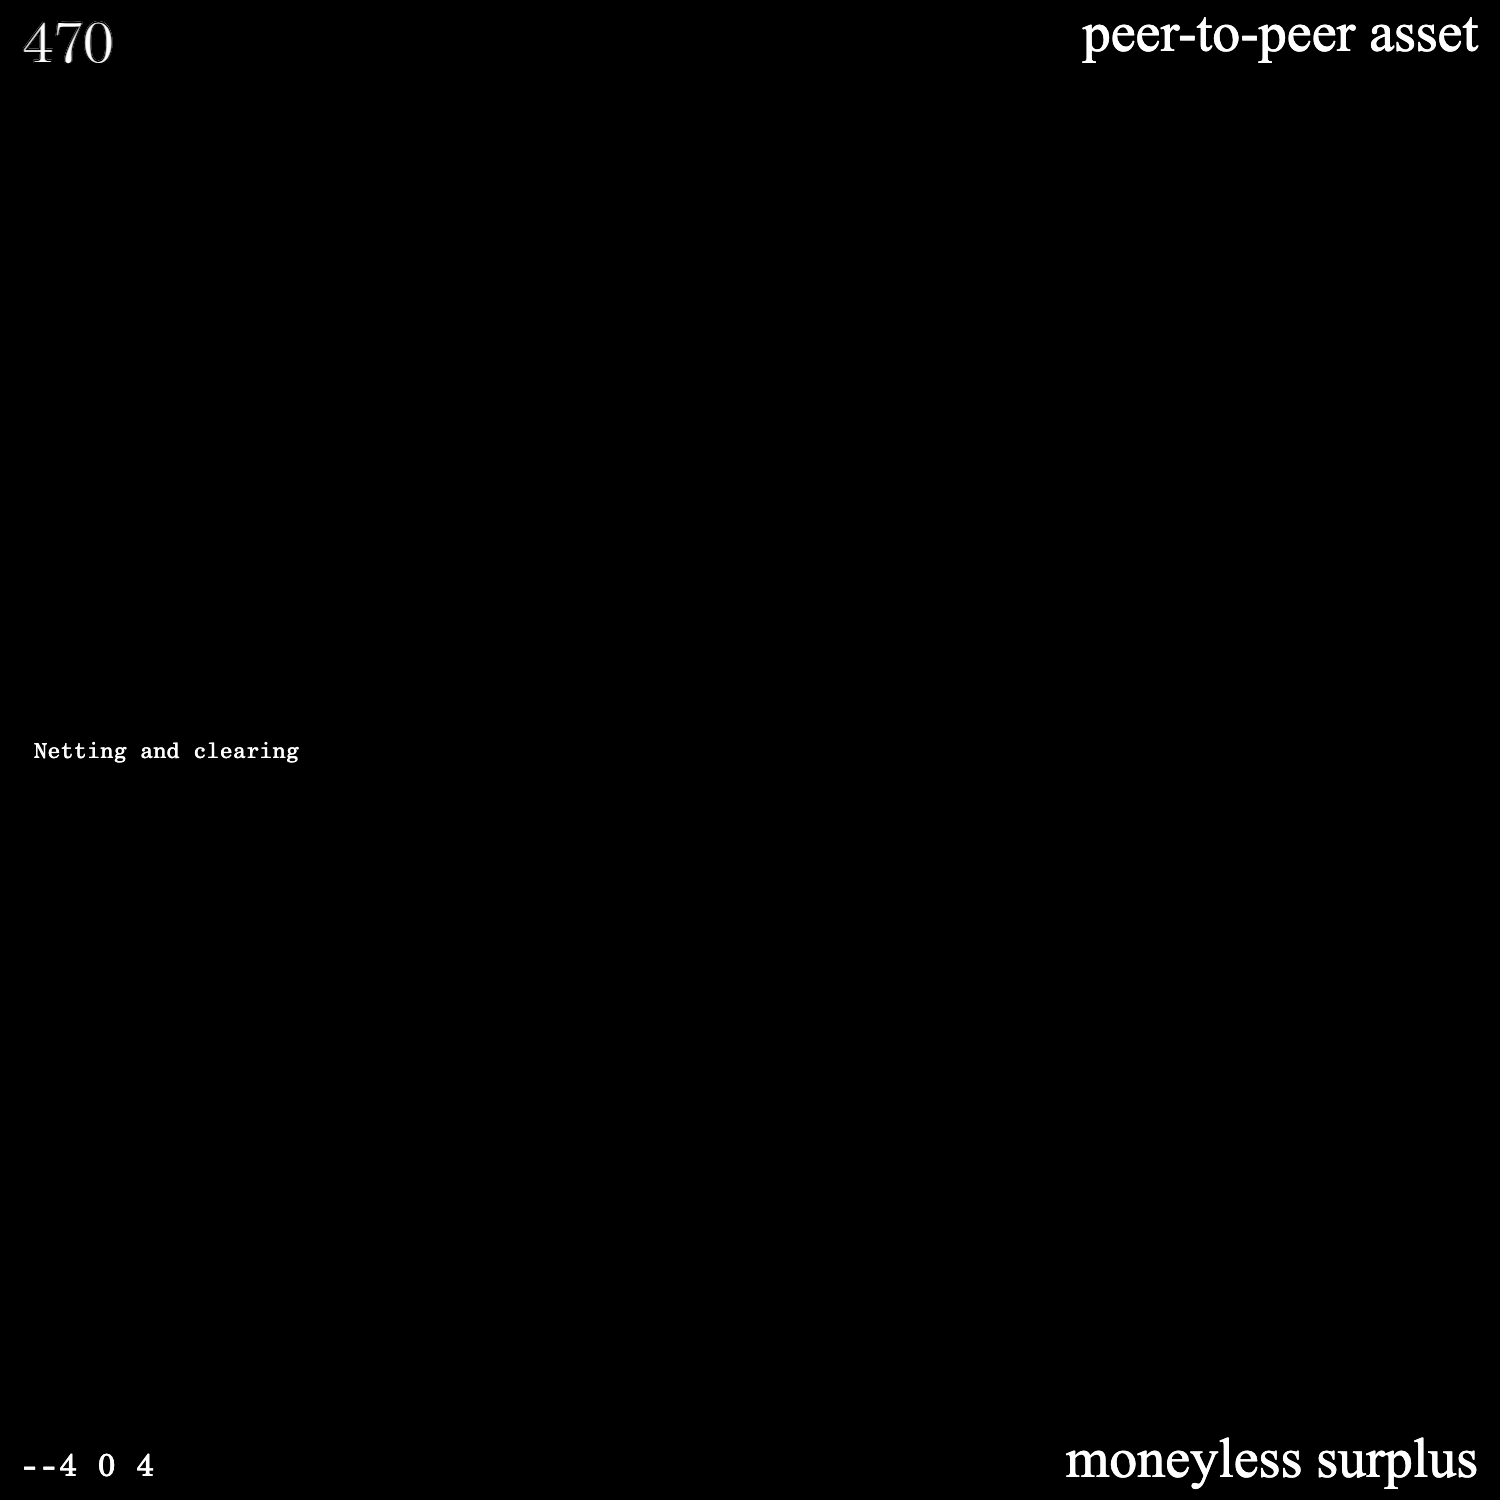 470
peer-to-peer asset
Netting and clearing
--4 0 4
moneyless surplus